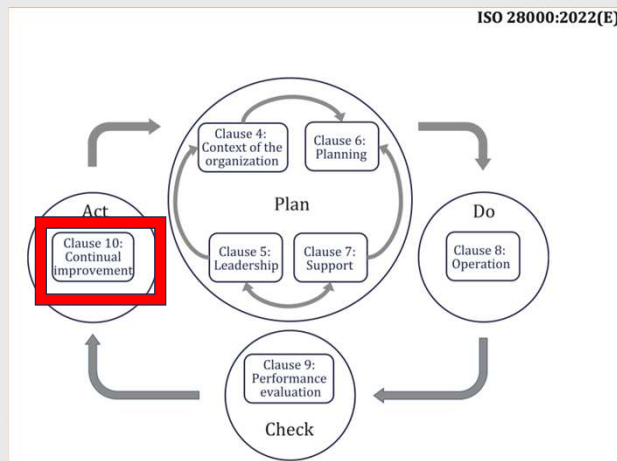 ISO 28000:2022(E)
Clause 4:
Context of the
organization
Clause 6:
Planning
Plan
Clause 5:
Leadership
Clause 7:
Support
Act
Clause 10:
Continual
improvement
Do
Clause 8:
Operation
Clause 9:
Performance
evaluation
Check